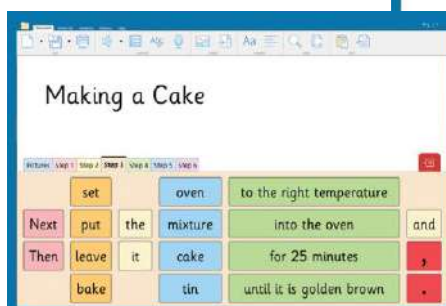 Making a Cake
Pictures Step 1 Step 2 Step 3 Step 4 Step 5 Step 6
set oven to the right temperature
Next put the mixture into the oven and
Then leave it cake for 25 minutes ,
bake tin until it is golden brown .